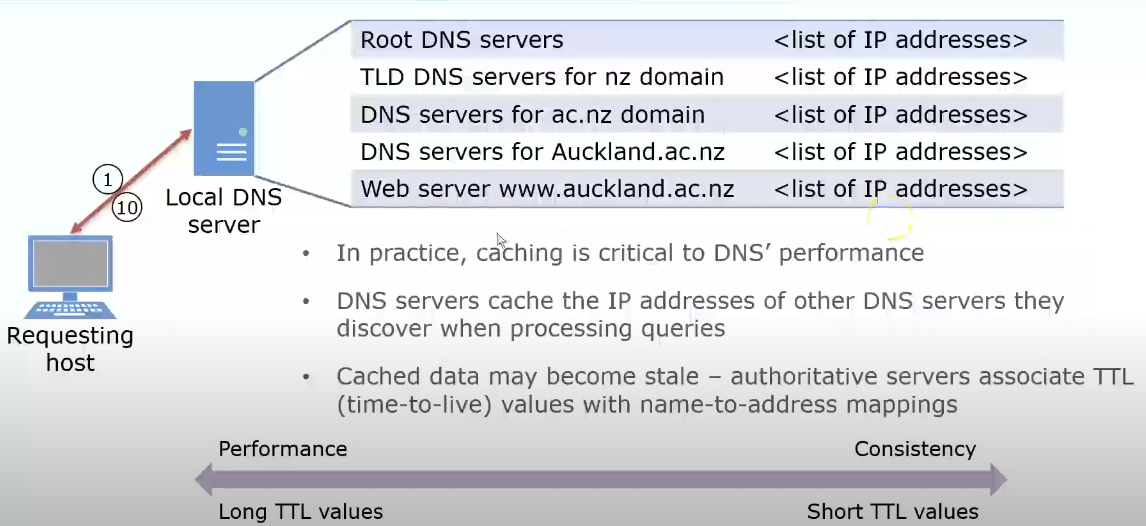 Root DNS servers <list of IP addresses>
TLD DNS servers for nz domain <list of IP addresses>
DNS servers for ac.nz domain <list of IP addresses>
DNS servers for Auckland.ac.nz <list of IP addresses>
Web server www.auckland.ac.nz <list of IP addresses>
1
10
Local DNS
server
Requesting
host
• In practice, caching is critical to DNS’ performance
• DNS servers cache the IP addresses of other DNS servers they
discover when processing queries
• Cached data may become stale – authoritative servers associate TTL
(time-to-live) values with name-to-address mappings
Performance Consistency
Long TTL values Short TTL values